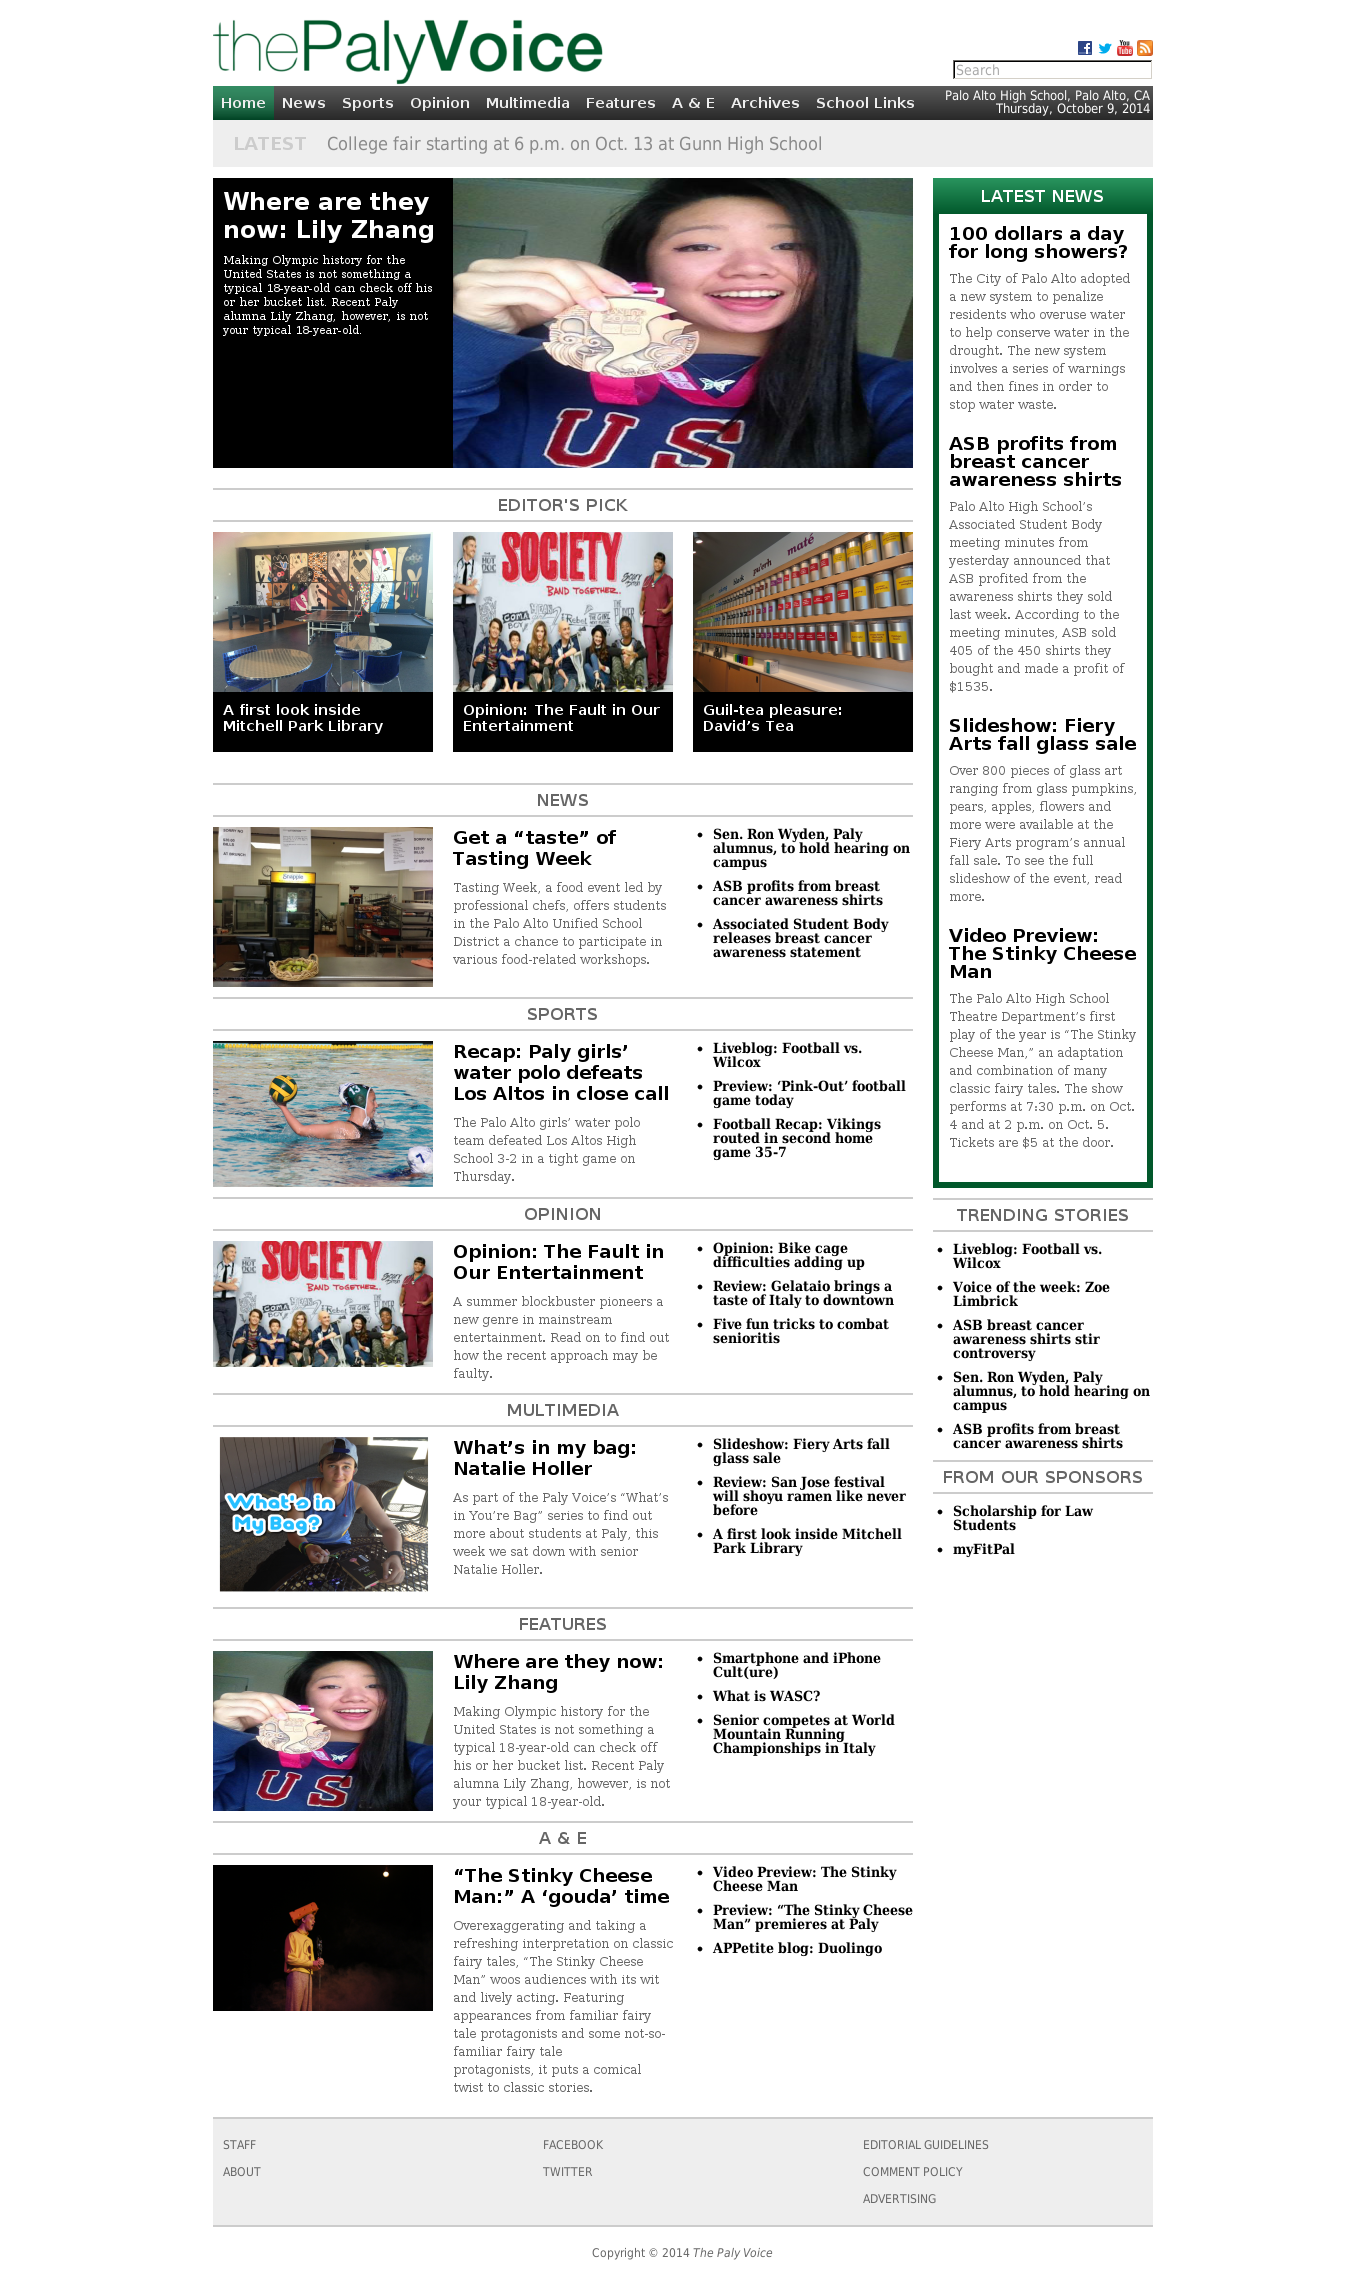 thePalyVoice
Search
Home News Sports Opinion Multimedia Features A & E Archives School Links
Palo Alto High School, Palo Alto, CA
Thursday, October 9, 2014
LATEST College fair starting at 6 p.m. on Oct. 13 at Gunn High School
Where are they
now: Lily Zhang
Making Olympic history for the
United States is not something a
typical 18-year-old can check off his
or her bucket list. Recent Paly
alumna Lily Zhang, however, is not
your typical 18-year-old.
U S
EDITOR'S PICK
SOCIETY
BAND TOGETHER..
maté
A first look inside
Mitchell Park Library
Opinion: The Fault in Our
Entertainment
Guil-tea pleasure:
David’s Tea
NEWS
Snapple
Get a “taste” of
Tasting Week
Tasting Week, a food event led by
professional chefs, offers students
in the Palo Alto Unified School
District a chance to participate in
various food-related workshops.
• Sen. Ron Wyden, Paly
alumnus, to hold hearing on
campus
• ASB profits from breast
cancer awareness shirts
• Associated Student Body
releases breast cancer
awareness statement
SPORTS
13
7
Recap: Paly girls’
water polo defeats
Los Altos in close call
The Palo Alto girls’ water polo
team defeated Los Altos High
School 3-2 in a tight game on
Thursday.
• Liveblog: Football vs.
Wilcox
• Preview: ‘Pink-Out’ football
game today
• Football Recap: Vikings
routed in second home
game 35-7
OPINION
SOCIETY
BAND TOGETHER..
Opinion: The Fault in
Our Entertainment
A summer blockbuster pioneers a
new genre in mainstream
entertainment. Read on to find out
how the recent approach may be
faulty.
• Opinion: Bike cage
difficulties adding up
• Review: Gelataio brings a
taste of Italy to downtown
• Five fun tricks to combat
senioritis
MULTIMEDIA
What's in
My Bag?
What’s in my bag:
Natalie Holler
As part of the Paly Voice’s “What’s
in You’re Bag” series to find out
more about students at Paly, this
week we sat down with senior
Natalie Holler.
• Slideshow: Fiery Arts fall
glass sale
• Review: San Jose festival
will shoyu ramen like never
before
• A first look inside Mitchell
Park Library
FEATURES
U S
Where are they now:
Lily Zhang
Making Olympic history for the
United States is not something a
typical 18-year-old can check off
his or her bucket list. Recent Paly
alumna Lily Zhang, however, is not
your typical 18-year-old.
• Smartphone and iPhone
Cult(ure)
• What is WASC?
• Senior competes at World
Mountain Running
Championships in Italy
A & E
“The Stinky Cheese
Man:” A ‘gouda’ time
Overexaggerating and taking a
refreshing interpretation on classic
fairy tales, “The Stinky Cheese
Man” woos audiences with its wit
and lively acting. Featuring
appearances from familiar fairy
tale protagonists and some not-so-
familiar fairy tale
protagonists, it puts a comical
twist to classic stories.
• Video Preview: The Stinky
Cheese Man
• Preview: “The Stinky Cheese
Man” premieres at Paly
• APPetite blog: Duolingo
LATEST NEWS
100 dollars a day
for long showers?
The City of Palo Alto adopted
a new system to penalize
residents who overuse water
to help conserve water in the
drought. The new system
involves a series of warnings
and then fines in order to
stop water waste.
ASB profits from
breast cancer
awareness shirts
Palo Alto High School’s
Associated Student Body
meeting minutes from
yesterday announced that
ASB profited from the
awareness shirts they sold
last week. According to the
meeting minutes, ASB sold
405 of the 450 shirts they
bought and made a profit of
$1535.
Slideshow: Fiery
Arts fall glass sale
Over 800 pieces of glass art
ranging from glass pumpkins,
pears, apples, flowers and
more were available at the
Fiery Arts program’s annual
fall sale. To see the full
slideshow of the event, read
more.
Video Preview:
The Stinky Cheese
Man
The Palo Alto High School
Theatre Department’s first
play of the year is “The Stinky
Cheese Man,” an adaptation
and combination of many
classic fairy tales. The show
performs at 7:30 p.m. on Oct.
4 and at 2 p.m. on Oct. 5.
Tickets are $5 at the door.
TRENDING STORIES
• Liveblog: Football vs.
Wilcox
• Voice of the week: Zoe
Limbrick
• ASB breast cancer
awareness shirts stir
controversy
• Sen. Ron Wyden, Paly
alumnus, to hold hearing on
campus
• ASB profits from breast
cancer awareness shirts
FROM OUR SPONSORS
• Scholarship for Law
Students
• myFitPal
STAFF
ABOUT
FACEBOOK
TWITTER
EDITORIAL GUIDELINES
COMMENT POLICY
ADVERTISING
Copyright © 2014 The Paly Voice